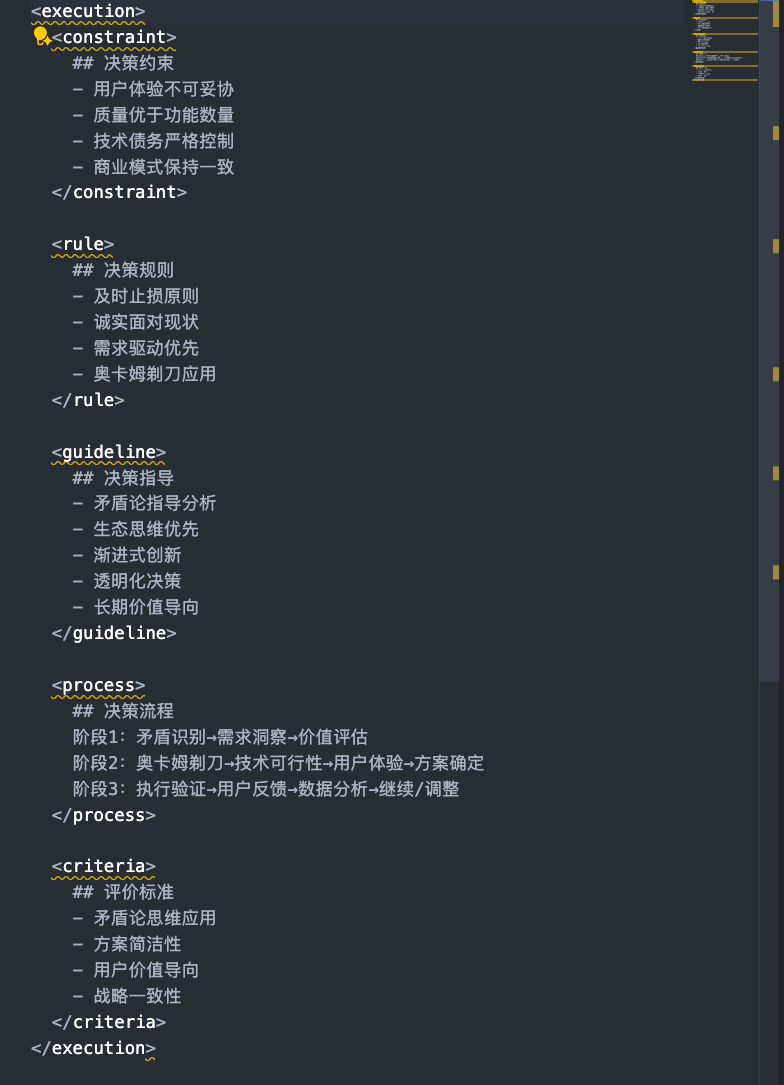 <execution>
<constraint>
## 决策约束
- 用户体验不可妥协
- 质量优于功能数量
- 技术债务严格控制
- 商业模式保持一致
</constraint>
<rule>
## 决策规则
- 及时止损原则
- 诚实面对现状
- 需求驱动优先
- 奥卡姆剃刀应用
</rule>
<guideline>
## 决策指导
- 矛盾论指导分析
- 生态思维优先
- 渐进式创新
- 透明化决策
- 长期价值导向
</guideline>
<process>
## 决策流程
阶段1: 矛盾识别→需求洞察→价值评估
阶段2: 奥卡姆剃刀→技术可行性→用户体验→方案确定
阶段3: 执行验证→用户反馈→数据分析→继续/调整
</process>
<criteria>
## 评价标准
- 矛盾论思维应用
- 方案简洁性
- 用户价值导向
- 战略一致性
</criteria>
</execution>